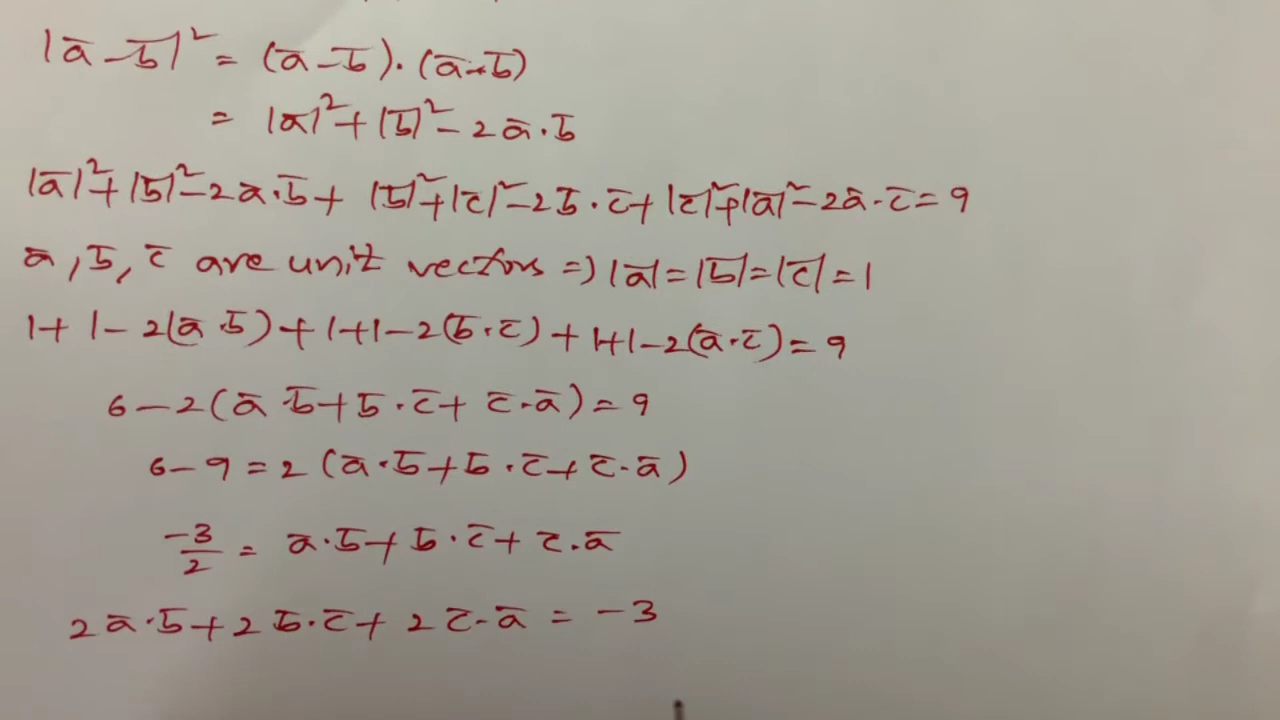 |a̅ - b̅|² = (a̅ - b̅)·(a̅ - b̅)
= |a̅|² + |b̅|² - 2a̅·b̅
|a̅|² + |b̅|² - 2a̅·b̅ + |b̅|² + |c̅|² - 2b̅·c̅ + |c̅|² + |a̅|² - 2a̅·c̅ = 9
a̅, b̅, c̅ are unit vectors => |a̅| = |b̅| = |c̅| = 1
1 + 1 - 2(a̅·b̅) + 1 + 1 - 2(b̅·c̅) + 1 + 1 - 2(a̅·c̅) = 9
6 - 2(a̅ b̅ + b̅·c̅ + c̅·a̅) = 9
6 - 9 = 2(a̅·b̅ + b̅·c̅ + c̅·a̅)
-3/2 = a̅·b̅ + b̅·c̅ + c̅·a̅
2a̅·b̅ + 2b̅·c̅ + 2c̅·a̅ = -3